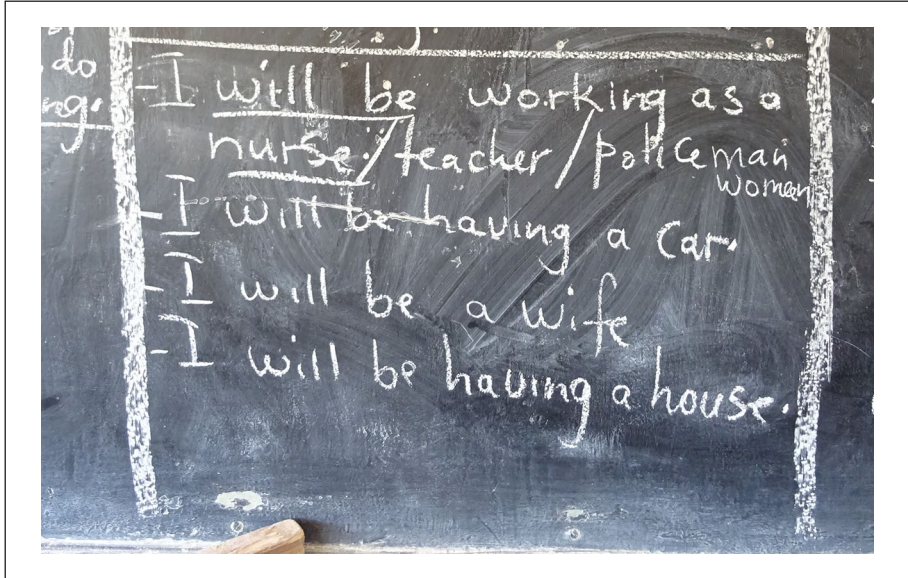 do
ng.
- I will be working as a
nurse./teacher/policeman
women
- I will be having a car.
- I will be a wife
- I will be having a house.